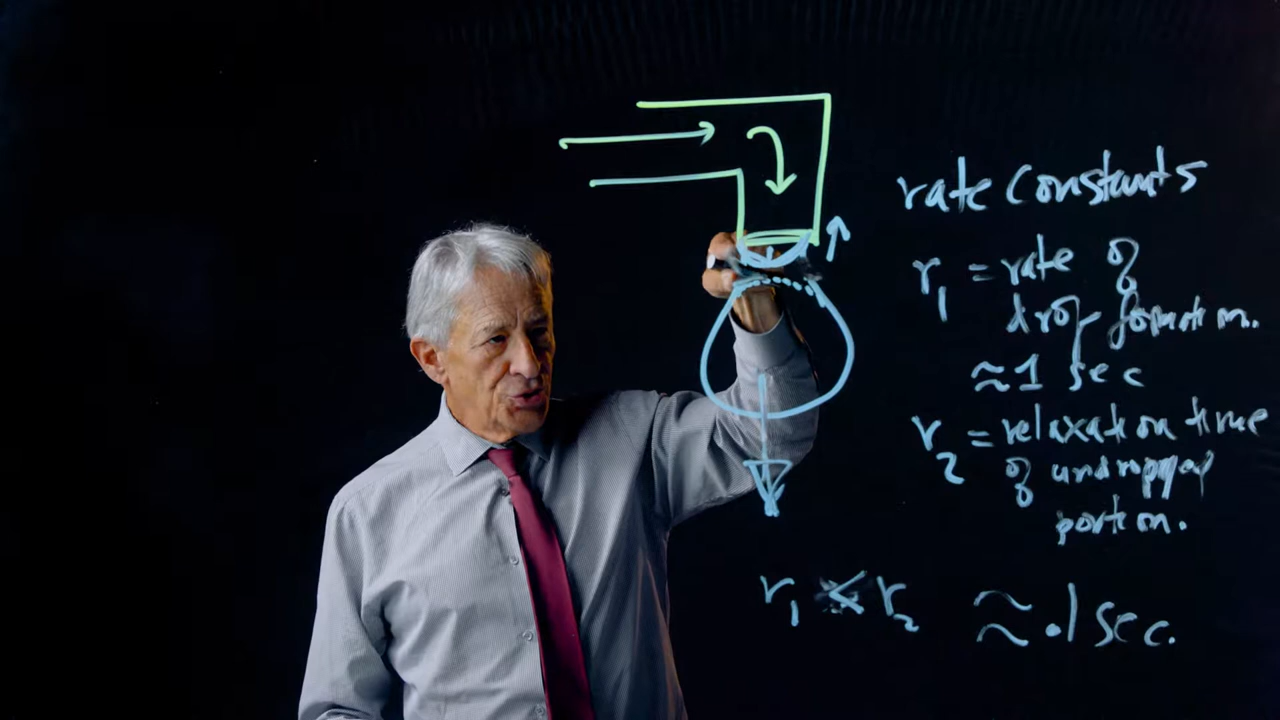 rate constants
r₁ = rate of
drop formation.
≈ 1 sec
r₂ = relaxation time
of undropped
portion.
r₁ < r₂ ≈ .1 sec.